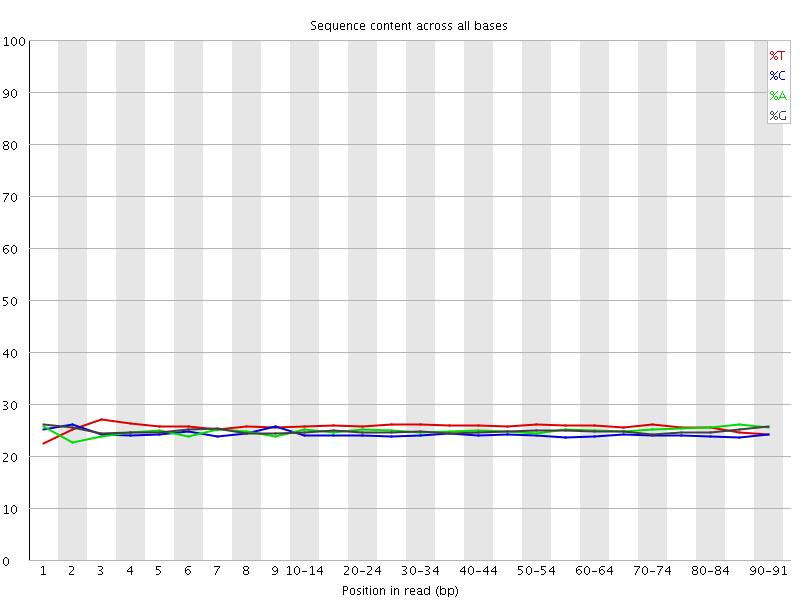 Sequence content across all bases
100
90
80
70
60
50
40
30
20
10
0
%T
%C
%A
%G
1 2 3 4 5 6 7 8 9 10-14 20-24 30-34 40-44 50-54 60-64 70-74 80-84 90-91
Position in read (bp)